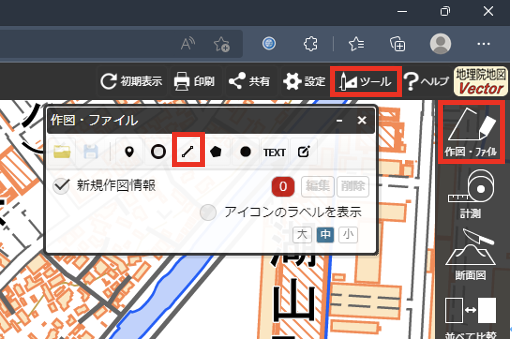 初期表示 印刷 共有 設定 ツール ヘルプ 地理院地図 Vector
作図・ファイル
TEXT
新規作図情報 0 編集 削除
アイコンのラベルを表示
大 中 小
作図・ファイル
計測
断面図
並べて比較
潮山